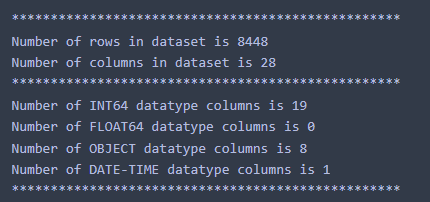 **************************************************
Number of rows in dataset is 8448
Number of columns in dataset is 28
**************************************************
Number of INT64 datatype columns is 19
Number of FLOAT64 datatype columns is 0
Number of OBJECT datatype columns is 8
Number of DATE-TIME datatype columns is 1
**************************************************